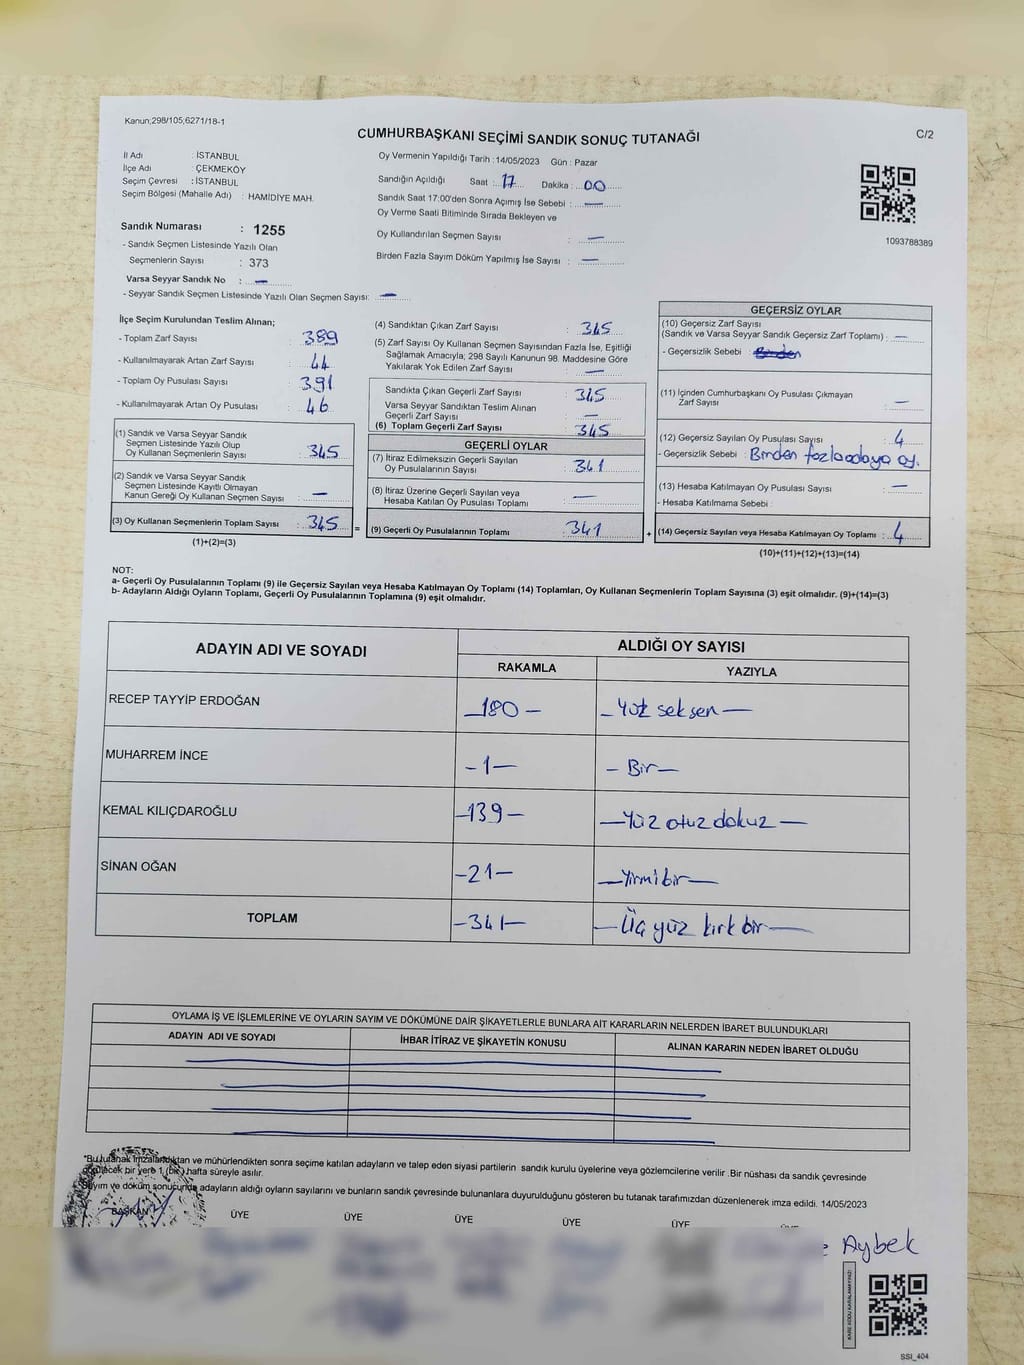 Kanun;298/105,6271/18-1
CUMHURBAŞKANI SEÇİMİ SANDIK SONUÇ TUTANAĞI
C/2
İl Adı : İSTANBUL
İlçe Adı : ÇEKMEKÖY
Seçim Çevresi : İSTANBUL
Seçim Bölgesi (Mahalle Adı) : HAMİDİYE MAH.
Oy Vermenin Yapıldığı Tarih : 14/05/2023 Gün : Pazar
Sandığın Açıldığı Saat : 17 Dakika : 00
Sandık Saat 17:00'den Sonra Açımış İse Sebebi : —
Oy Verme Saati Bitiminde Sırada Bekleyen ve
Oy Kullandırılan Seçmen Sayısı : —
Birden Fazla Sayım Döküm Yapılmış İse Sayısı : —
1093788389
Sandık Numarası : 1255
- Sandık Seçmen Listesinde Yazılı Olan
Seçmenlerin Sayısı : 373
Varsa Seyyar Sandık No : —
- Seyyar Sandık Seçmen Listesinde Yazılı Olan Seçmen Sayısı: —
İlçe Seçim Kurulundan Teslim Alınan;
- Toplam Zarf Sayısı : 389
- Kullanılmayarak Artan Zarf Sayısı : 44
- Toplam Oy Pusulası Sayısı : 391
- Kullanılmayarak Artan Oy Pusulası : 46
(1) Sandık ve Varsa Seyyar Sandık
Seçmen Listesinde Yazılı Olup
Oy Kullanan Seçmenlerin Sayısı : 345
(2) Sandık ve Varsa Seyyar Sandık
Seçmen Listesinde Kayıtlı Olmayan
Kanun Gereği Oy Kullanan Seçmen Sayısı : —
(3) Oy Kullanan Seçmenlerin Toplam Sayısı : 345
(1)+(2)=(3)
(4) Sandıktan Çıkan Zarf Sayısı : 345
(5) Zarf Sayısı Oy Kullanan Seçmen Sayısından Fazla İse, Eşitliği
Sağlamak Amacıyla; 298 Sayılı Kanunun 98. Maddesine Göre
Yakılarak Yok Edilen Zarf Sayısı : —
Sandıkta Çıkan Geçerli Zarf Sayısı : 345
Varsa Seyyar Sandıktan Teslim Alınan
Geçerli Zarf Sayısı : —
(6) Toplam Geçerli Zarf Sayısı : 345
GEÇERLİ OYLAR
(7) İtiraz Edilmeksizin Geçerli Sayılan
Oy Pusulalarının Sayısı : 341
(8) İtiraz Üzerine Geçerli Sayılan veya
Hesaba Katılan Oy Pusulası Toplamı : —
= (9) Geçerli Oy Pusulalarının Toplamı : 341
GEÇERSİZ OYLAR
(10) Geçersiz Zarf Sayısı
(Sandık ve Varsa Seyyar Sandık Geçersiz Zarf Toplamı) : —
- Geçersizlik Sebebi :
(11) İçinden Cumhurbaşkanı Oy Pusulası Çıkmayan
Zarf Sayısı : —
(12) Geçersiz Sayılan Oy Pusulası Sayısı : 4
- Geçersizlik Sebebi : Birden fazla adaya oy.
(13) Hesaba Katılmayan Oy Pusulası Sayısı : —
- Hesaba Katılmama Sebebi :
+ (14) Geçersiz Sayılan veya Hesaba Katılmayan Oy Toplamı : 4
(10)+(11)+(12)+(13)=(14)
NOT:
a- Geçerli Oy Pusulalarının Toplamı (9) ile Geçersiz Sayılan veya Hesaba Katılmayan Oy Toplamı (14) Toplamları, Oy Kullanan Seçmenlerin Toplam Sayısına (3) eşit olmalıdır. (9)+(14)=(3)
b- Adayların Aldığı Oyların Toplamı, Geçerli Oy Pusulalarının Toplamına (9) eşit olmalıdır.
ADAYIN ADI VE SOYADI
ALDIĞI OY SAYISI
RAKAMLA YAZIYLA
RECEP TAYYİP ERDOĞAN –180– –Yüz seksen–
MUHARREM İNCE –1– –Bir–
KEMAL KILIÇDAROĞLU –139– –Yüz otuz dokuz–
SİNAN OĞAN –21– –Yirmi bir–
TOPLAM –341– –Üç yüz kırk bir–
OYLAMA İŞ VE İŞLEMLERİNE VE OYLARIN SAYIM VE DÖKÜMÜNE DAİR ŞİKAYETLERLE BUNLARA AİT KARARLARIN NELERDEN İBARET BULUNDUKLARI
ADAYIN ADI VE SOYADI İHBAR İTİRAZ VE ŞİKAYETİN KONUSU ALINAN KARARIN NEDEN İBARET OLDUĞU
*Bu tutanak imzalandıktan ve mühürlendikten sonra seçime katılan adayların ve talep eden siyasi partilerin sandık kurulu üyelerine veya gözlemcilerine verilir .Bir nüshası da sandık çevresinde
görülecek bir yere 1 (bir) hafta süreyle asılır.
Sayım ve döküm sonucunda adayların aldığı oyların sayılarını ve bunların sandık çevresinde bulunanlara duyurulduğunu gösteren bu tutanak tarafımızdan düzenlenerek imza edildi. 14/05/2023
BAŞKAN ÜYE ÜYE ÜYE ÜYE ÜYE ÜYE
Aybek
KARE KODU KARALAMAYINIZ!
SSI_404